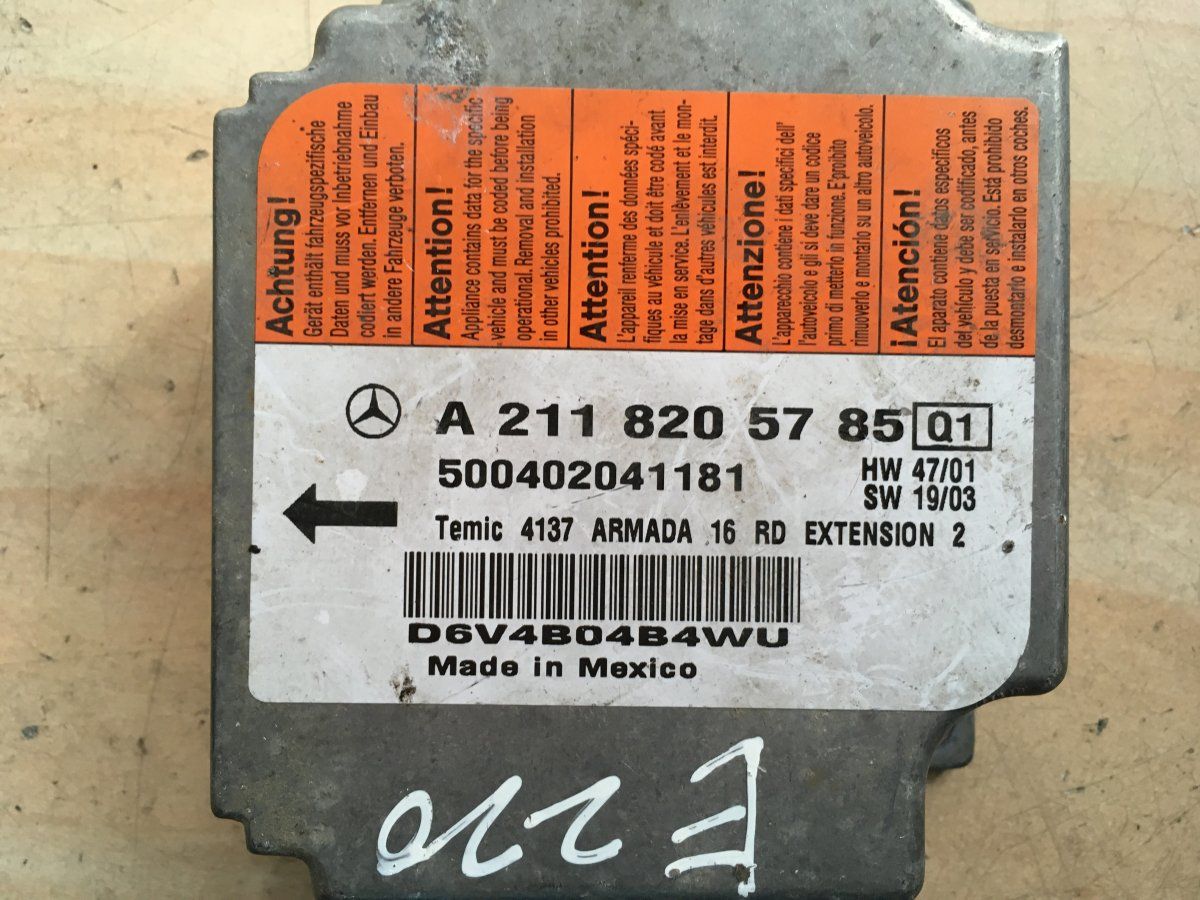 Achtung!
Gerät enthält fahrzeugspezifische
Daten und muss vor Inbetriebnahme
codiert werden. Entfernen und Einbau
in andere Fahrzeuge verboten.
Attention!
Appliance contains data for the specific
vehicle and must be coded before being
operational. Removal and installation
in other vehicles prohibited.
Attention!
L'appareil renferme des données spéci-
fiques au véhicule et doit être codé avant
la mise en service. L'enlèvement et le mon-
tage dans d'autres véhicules est interdit.
Attenzione!
L'apparecchio contiene i dati specifici dell'
l'autoveicolo e gli si deve dare un codice
primo di metterlo in funzione. E'proibito
rimuoverlo e montarlo su un altro autoveicolo.
¡Atención!
El aparato contiene datos específicos
del vehículo y debe ser codificado, antes
de la puesta en servicio. Está prohibido
desmontarlo e instalarlo en otros coches.
A 211 820 57 85 Q1
500402041181 HW 47/01
SW 19/03
Temic 4137 ARMADA 16 RD EXTENSION 2
D6V4B04B4WU
Made in Mexico
E 220